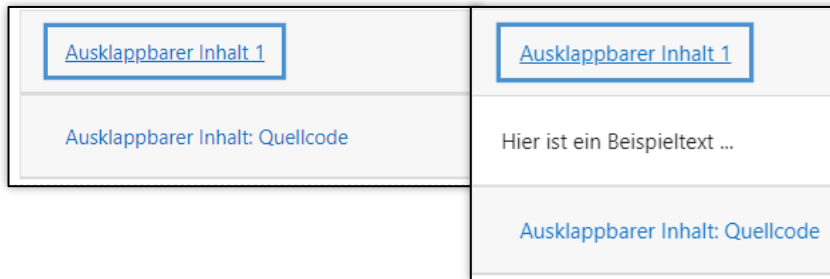 Ausklappbarer Inhalt 1
Ausklappbarer Inhalt: Quellcode
Ausklappbarer Inhalt 1
Hier ist ein Beispieltext ...
Ausklappbarer Inhalt: Quellcode